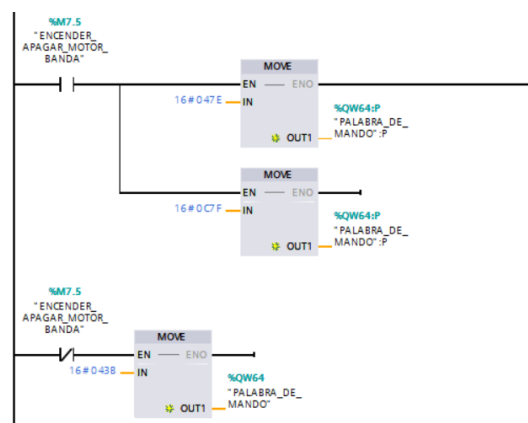 %M7.5
"ENCENDER_
APAGAR_MOTOR_
BANDA"
MOVE
EN ENO
16#047E IN
%QW64:P
"PALABRA_DE_
OUT1 MANDO":P
MOVE
EN ENO
16#0C7F IN
%QW64:P
"PALABRA_DE_
OUT1 MANDO":P
%M7.5
"ENCENDER_
APAGAR_MOTOR_
BANDA"
MOVE
EN ENO
16#043B IN
%QW64
"PALABRA_DE_
OUT1 MANDO"